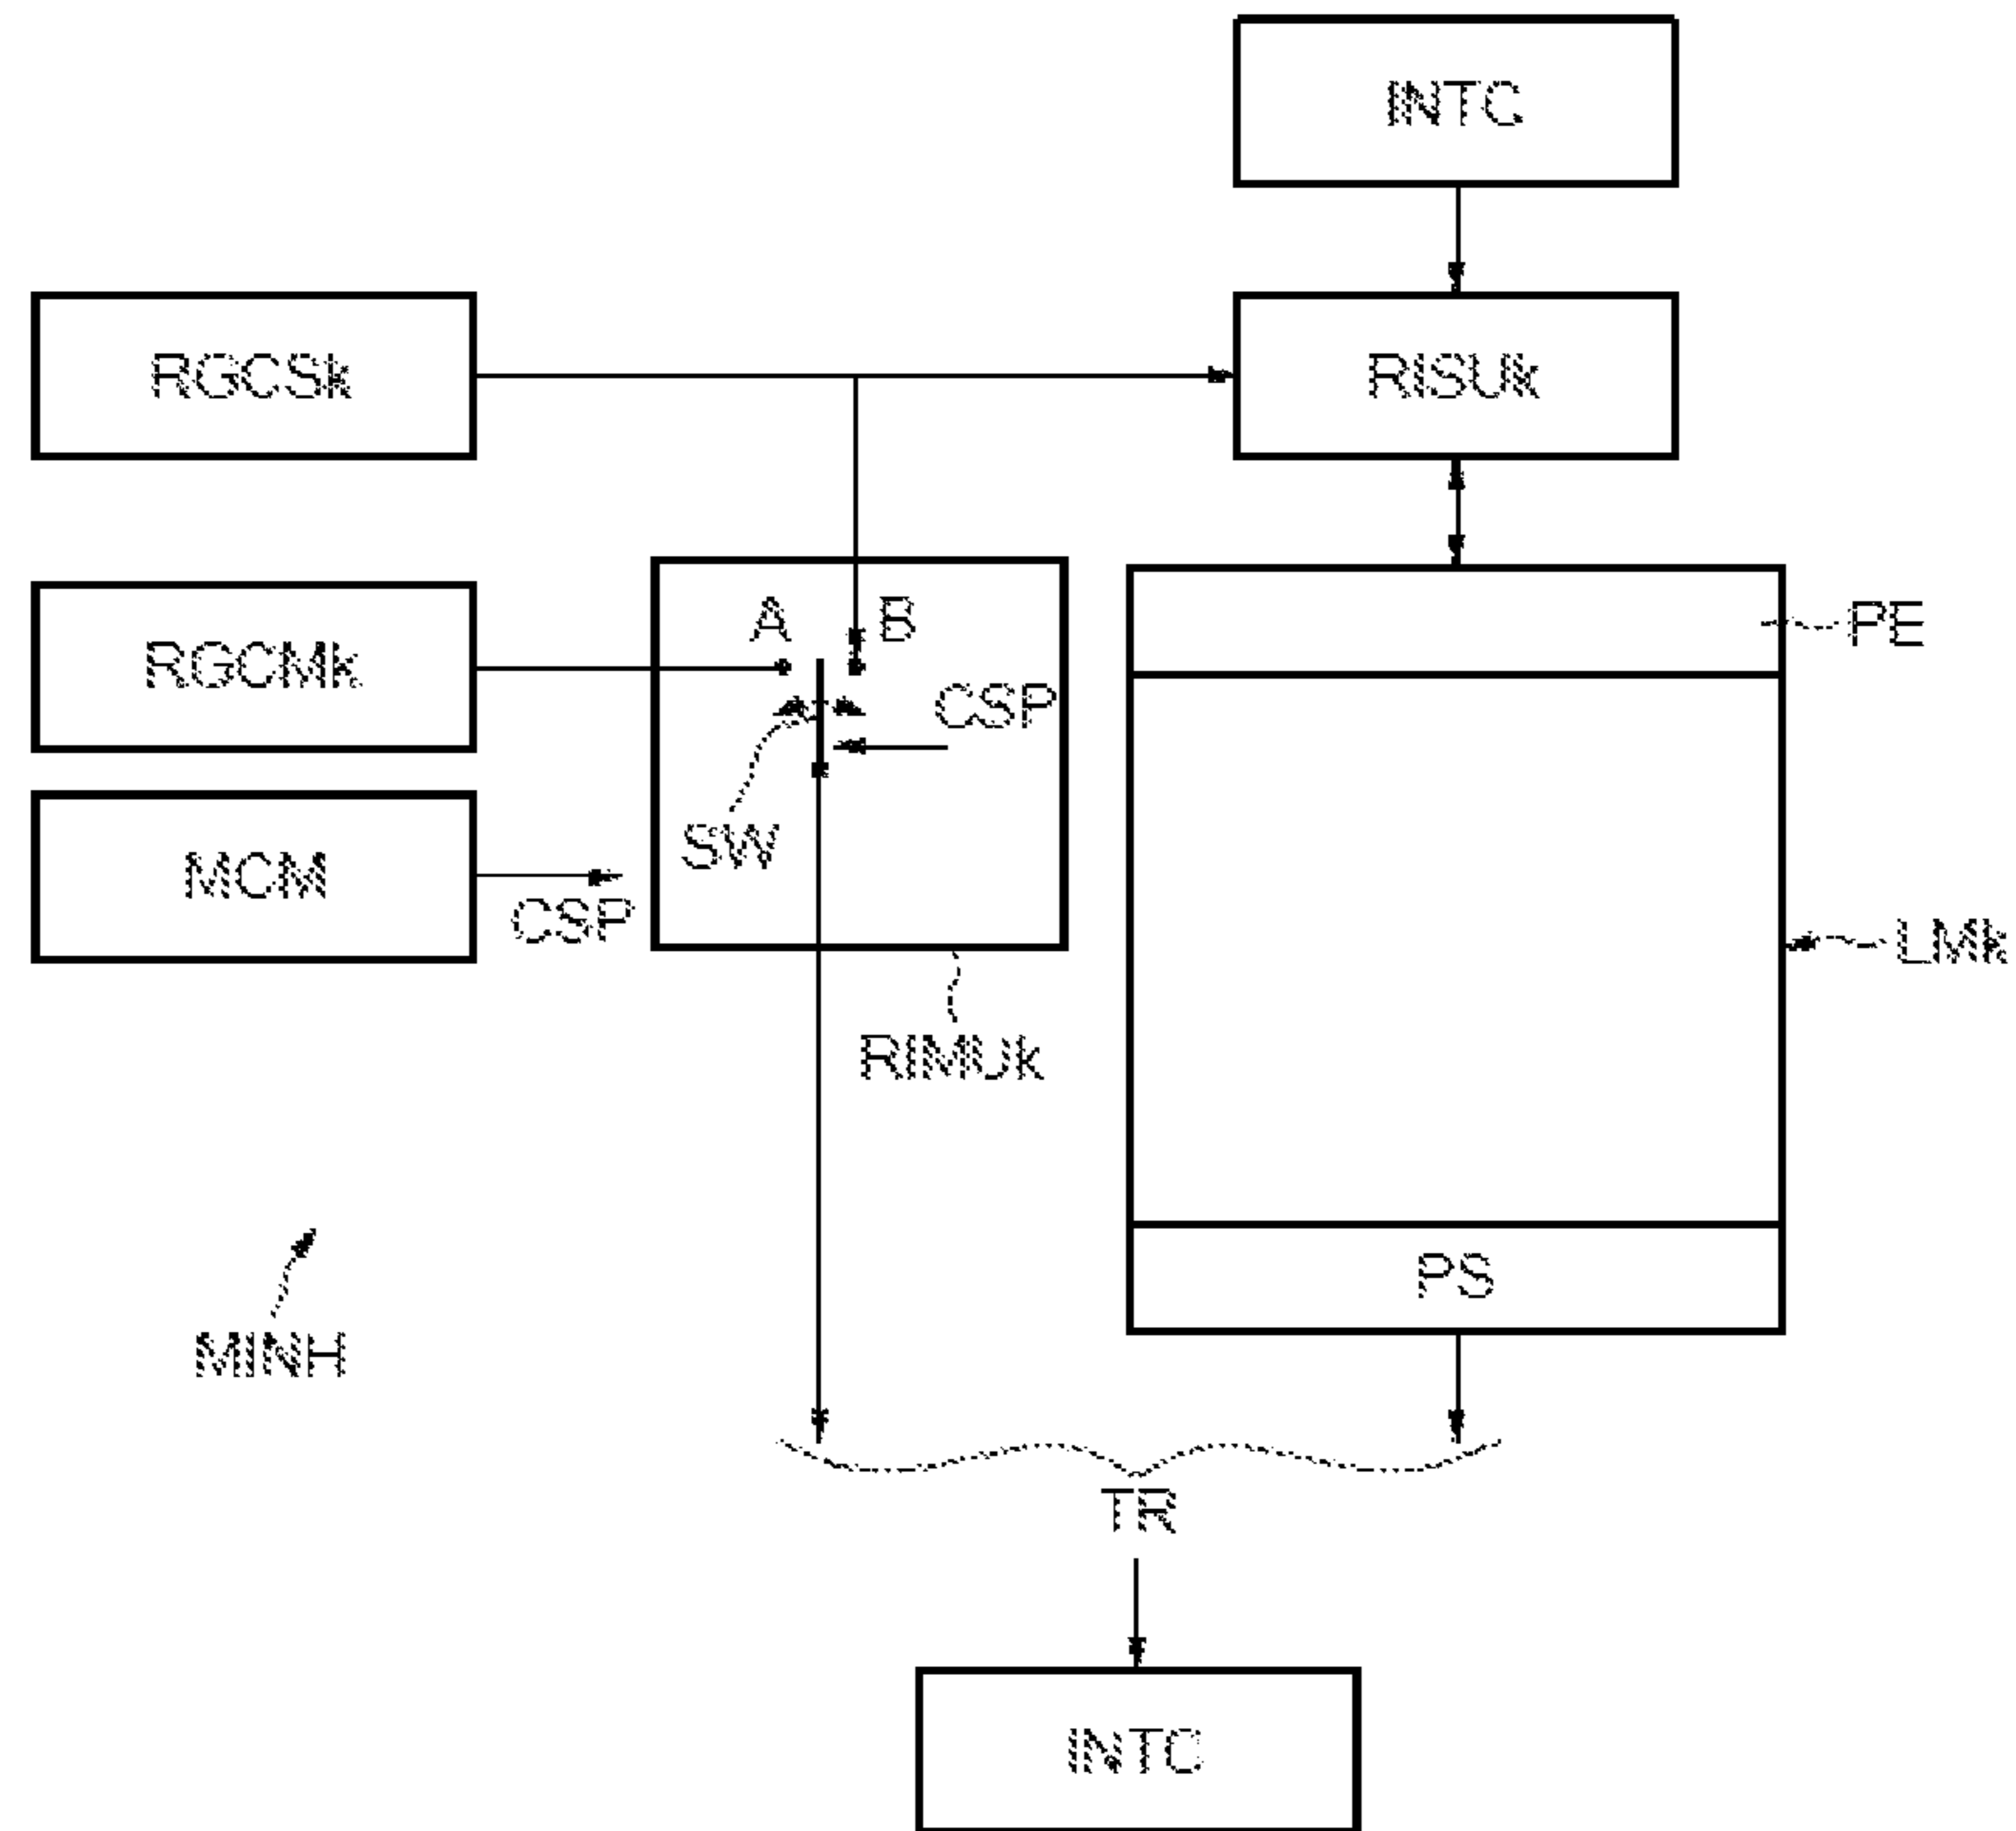 INTC
RGCSk
RISUk
A
B
PE
RGCMk
CSP
SW
MCM
CSP
LMk
RIMUk
PS
MINH
TR
INTC